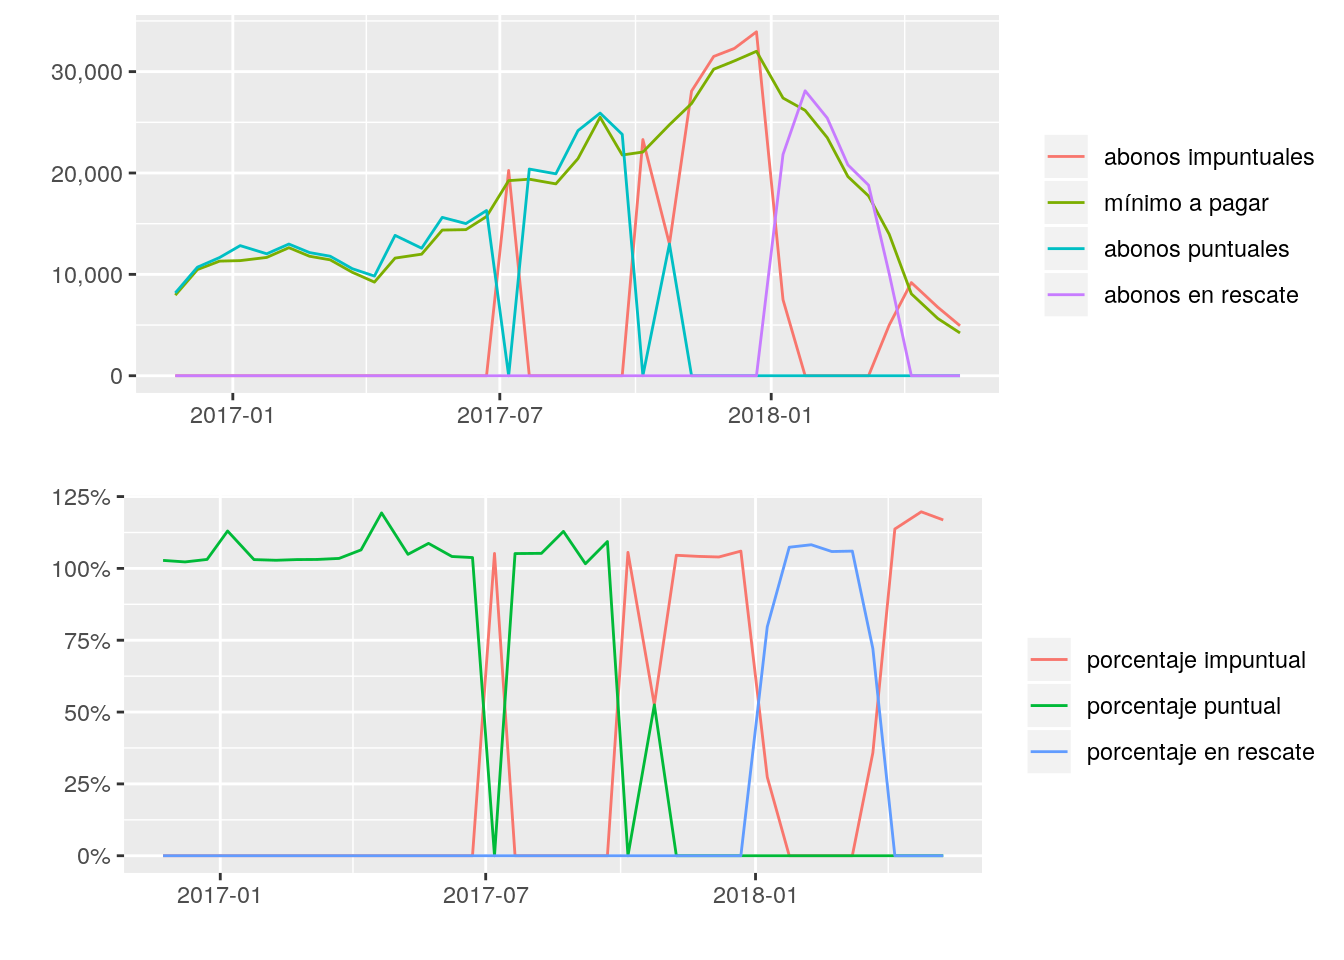 30,000
20,000
10,000
0
2017-01
2017-07
2018-01
abonos impuntuales
mínimo a pagar
abonos puntuales
abonos en rescate
125%
100%
75%
50%
25%
0%
2017-01
2017-07
2018-01
porcentaje impuntual
porcentaje puntual
porcentaje en rescate